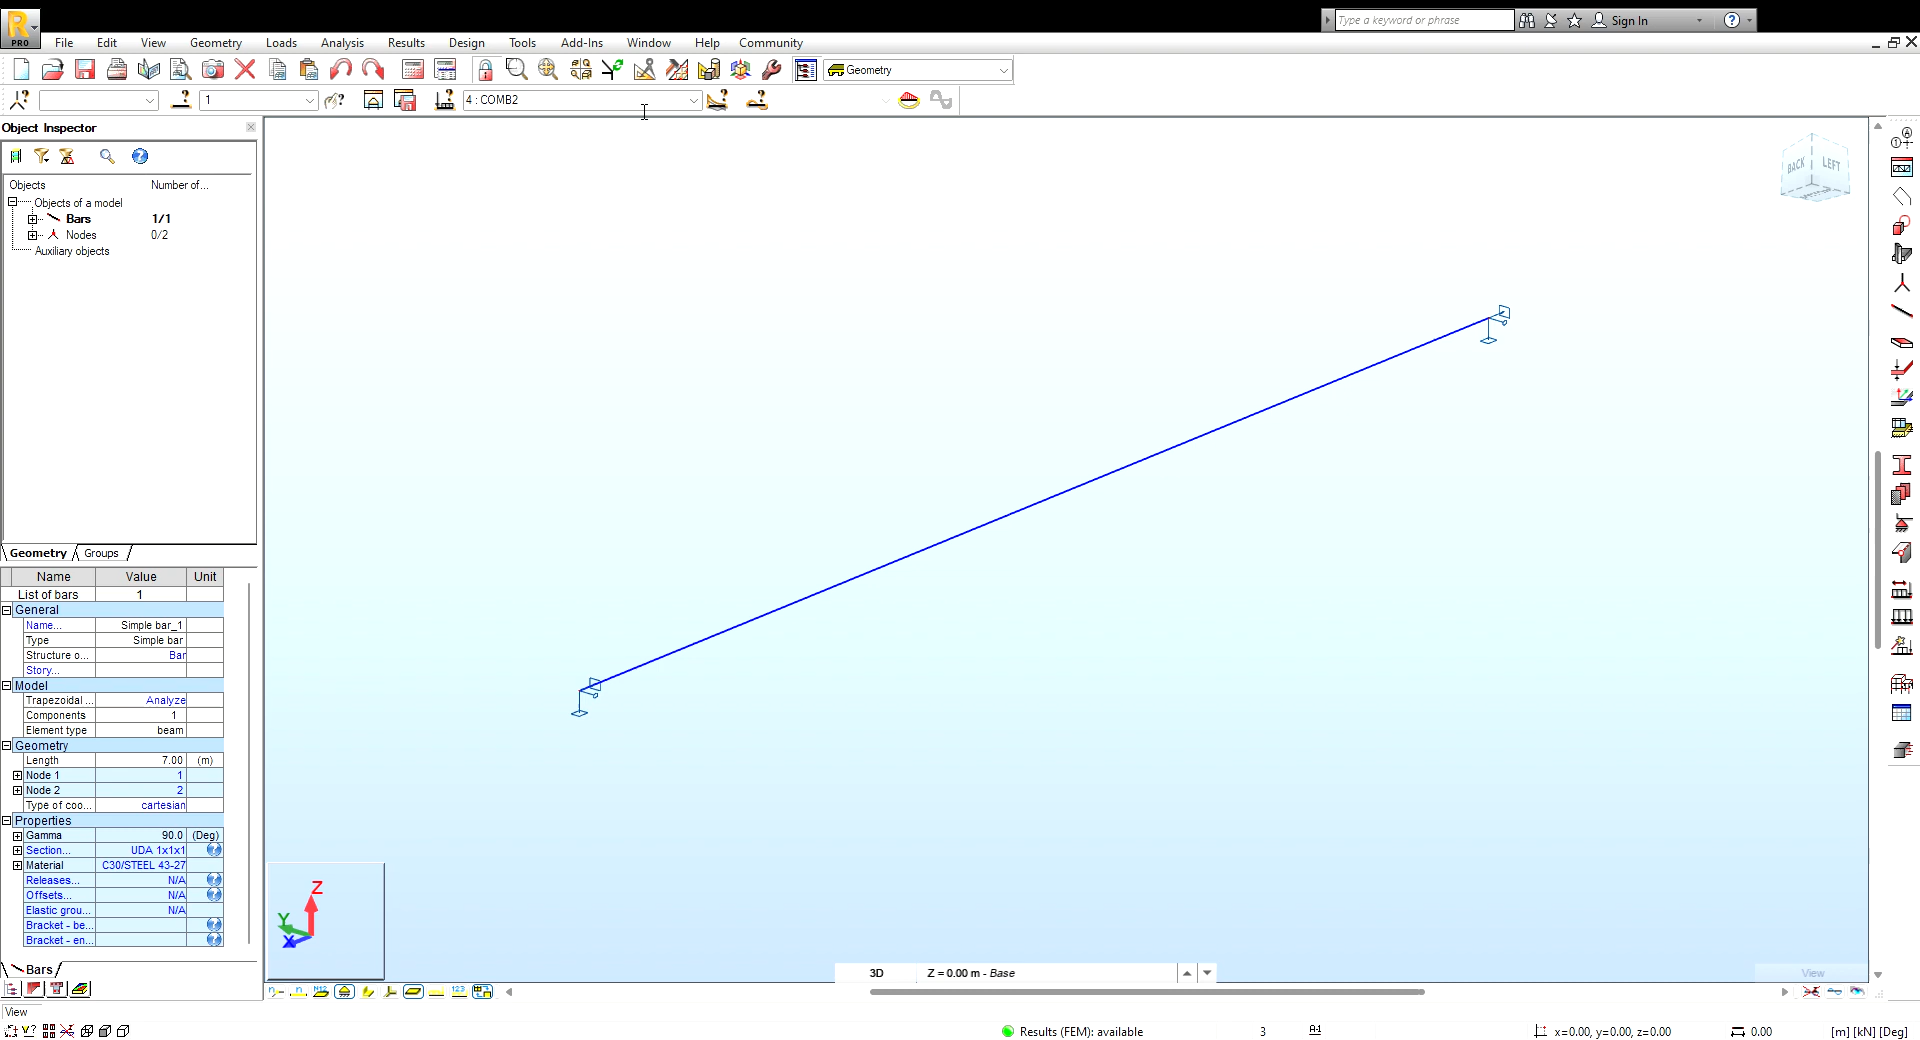 Type a keyword or phrase
Sign In
PRO
File Edit View Geometry Loads Analysis Results Design Tools Add-Ins Window Help Community
Geometry
1
4 : COMB2
Object Inspector
Objects Number of...
Objects of a model
Bars 1/1
Nodes 0/2
Auxiliary objects
BACK LEFT
Geometry Groups
Name Value Unit
List of bars 1
General
Name... Simple bar_1
Type Simple bar
Structure o... Bar
Story...
Model
Trapezoidal ... Analyze
Components 1
Element type beam
Geometry
Length 7.00 (m)
Node 1 1
Node 2 2
Type of coo... cartesian
Properties
Gamma 90.0 (Deg)
Section... UDA 1x1x1
Material C30/STEEL 43-27
Releases... N/A
Offsets... N/A
Elastic grou... N/A
Bracket - be...
Bracket - en...
Z
Y
X
Bars
3D Z = 0.00 m - Base
View
View
Results (FEM): available 3 x=0.00, y=0.00, z=0.00 0.00 [m] [kN] [Deg]